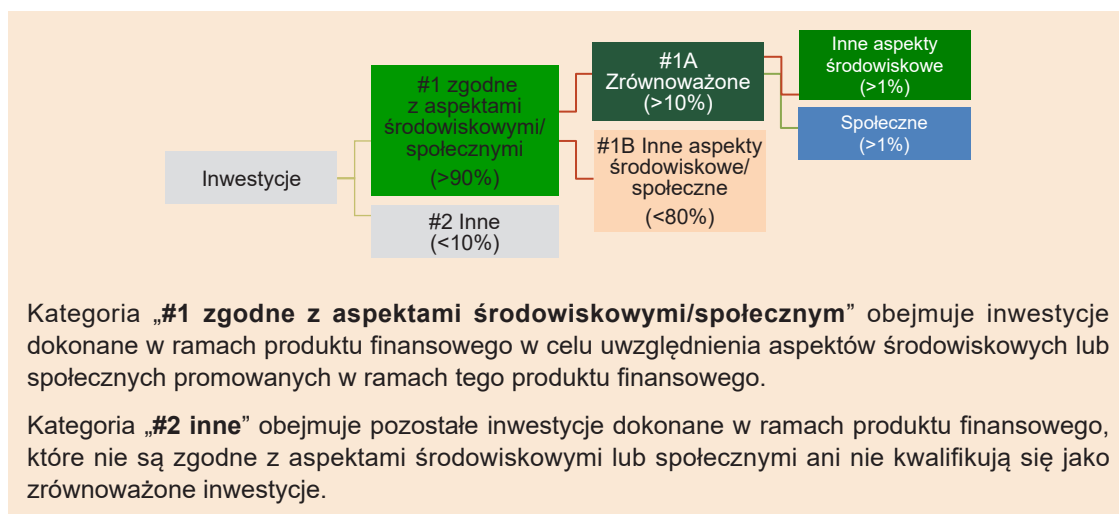 Inwestycje
#1 zgodne
z aspektami
środowiskowymi/
społecznymi
(>90%)
#2 Inne
(<10%)
#1A
Zrównoważone
(>10%)
#1B Inne aspekty
środowiskowe/
społeczne
(<80%)
Inne aspekty
środowiskowe
(>1%)
Społeczne
(>1%)
Kategoria „#1 zgodne z aspektami środowiskowymi/społecznym” obejmuje inwestycje
dokonane w ramach produktu finansowego w celu uwzględnienia aspektów środowiskowych lub
społecznych promowanych w ramach tego produktu finansowego.
Kategoria „#2 inne” obejmuje pozostałe inwestycje dokonane w ramach produktu finansowego,
które nie są zgodne z aspektami środowiskowymi lub społecznymi ani nie kwalifikują się jako
zrównoważone inwestycje.